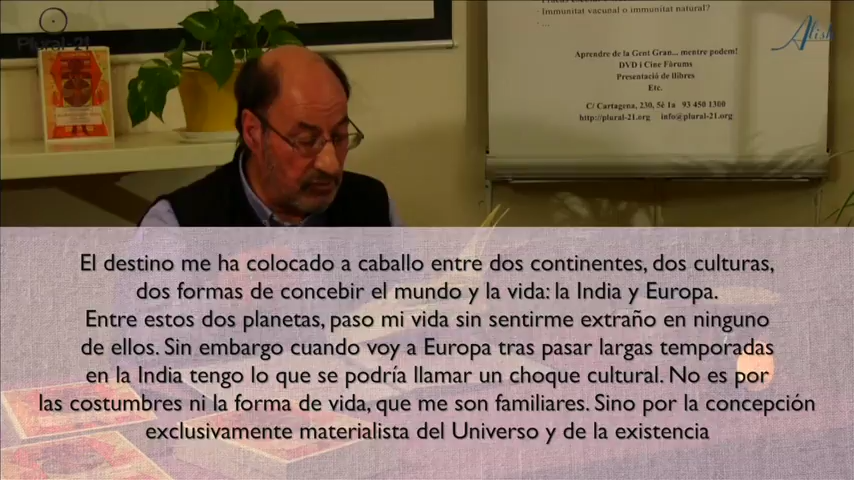 Plural-21
Immunitat vacunal o immunitat natural?
Aprendre de la Gent Gran... mentre podem!
DVD i Cine Fòrums
Presentació de llibres
Etc.
C/ Cartagena, 230, 5è 1a 93 450 1300
http://plural-21.org info@plural-21.org
Alish
El destino me ha colocado a caballo entre dos continentes, dos culturas,
dos formas de concebir el mundo y la vida: la India y Europa.
Entre estos dos planetas, paso mi vida sin sentirme extraño en ninguno
de ellos. Sin embargo cuando voy a Europa tras pasar largas temporadas
en la India tengo lo que se podría llamar un choque cultural. No es por
las costumbres ni la forma de vida, que me son familiares. Sino por la concepción
exclusivamente materialista del Universo y de la existencia